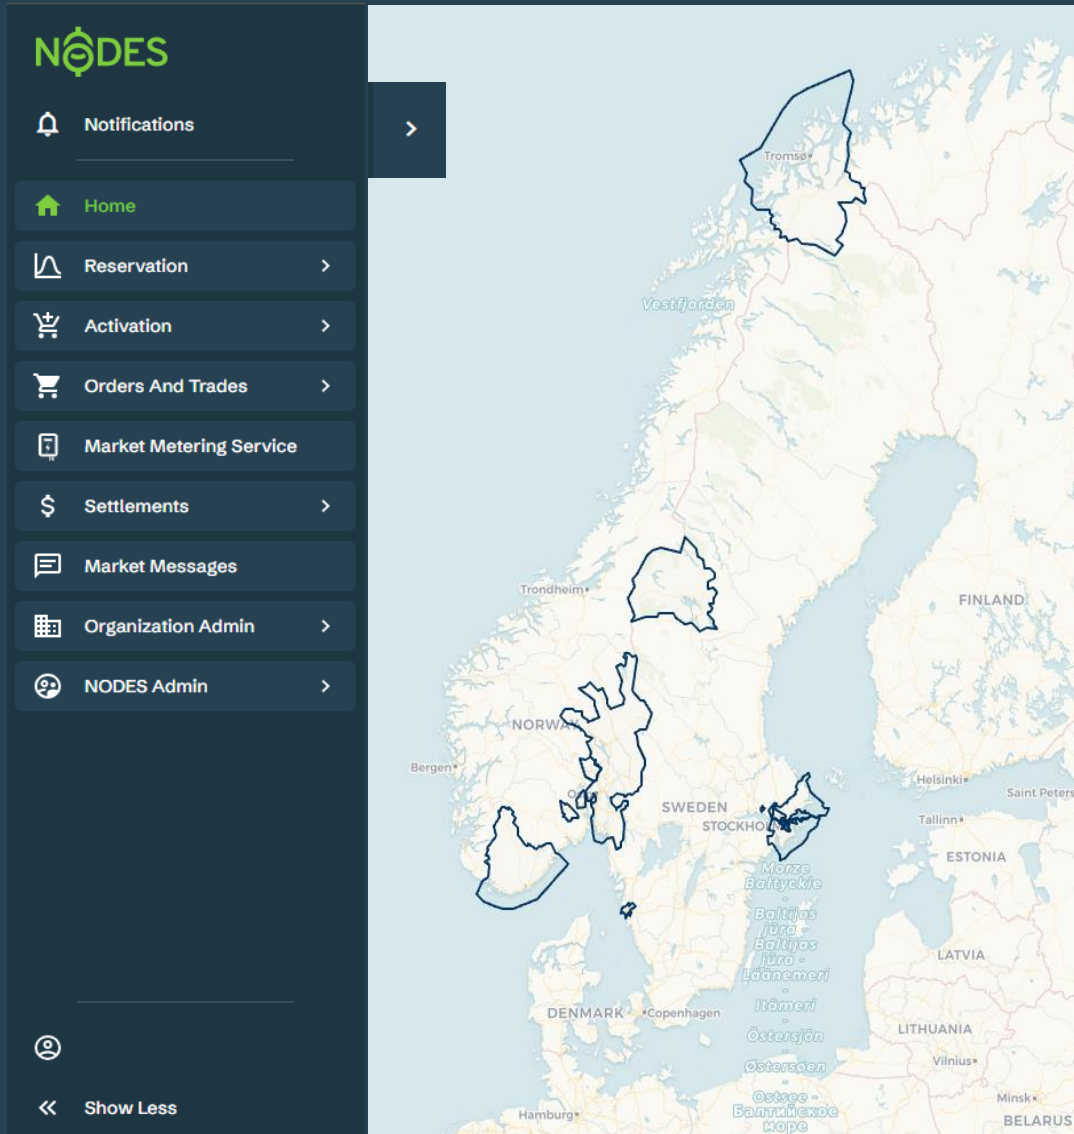 NODES
Notifications
Home
Reservation
Activation
Orders And Trades
Market Metering Service
Settlements
Market Messages
Organization Admin
NODES Admin
Show Less
Tromsø
Vestfjorden
Trondheim
FINLAND
NORWAY
Bergen
Helsinki
Saint Peters
SWEDEN
STOCKHO
Tallinn
ESTONIA
Morze
Bałtyckie
-
Baltijos
jūra -
Baltijas
jūra -
Läänemeri
-
Itämeri
-
Östersjön
-
Østersøen
-
Ostsee -
Балтийское
море
LATVIA
DENMARK
Copenhagen
LITHUANIA
Vilnius
Minsk
Hamburg
BELARUS